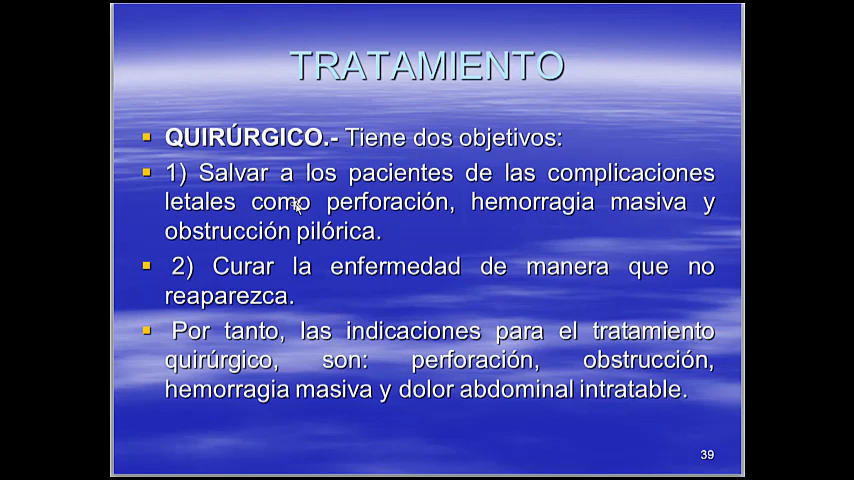 TRATAMIENTO
QUIRÚRGICO.- Tiene dos objetivos:
1) Salvar a los pacientes de las complicaciones
letales como perforación, hemorragia masiva y
obstrucción pilórica.
2) Curar la enfermedad de manera que no
reaparezca.
Por tanto, las indicaciones para el tratamiento
quirúrgico, son: perforación, obstrucción,
hemorragia masiva y dolor abdominal intratable.
39